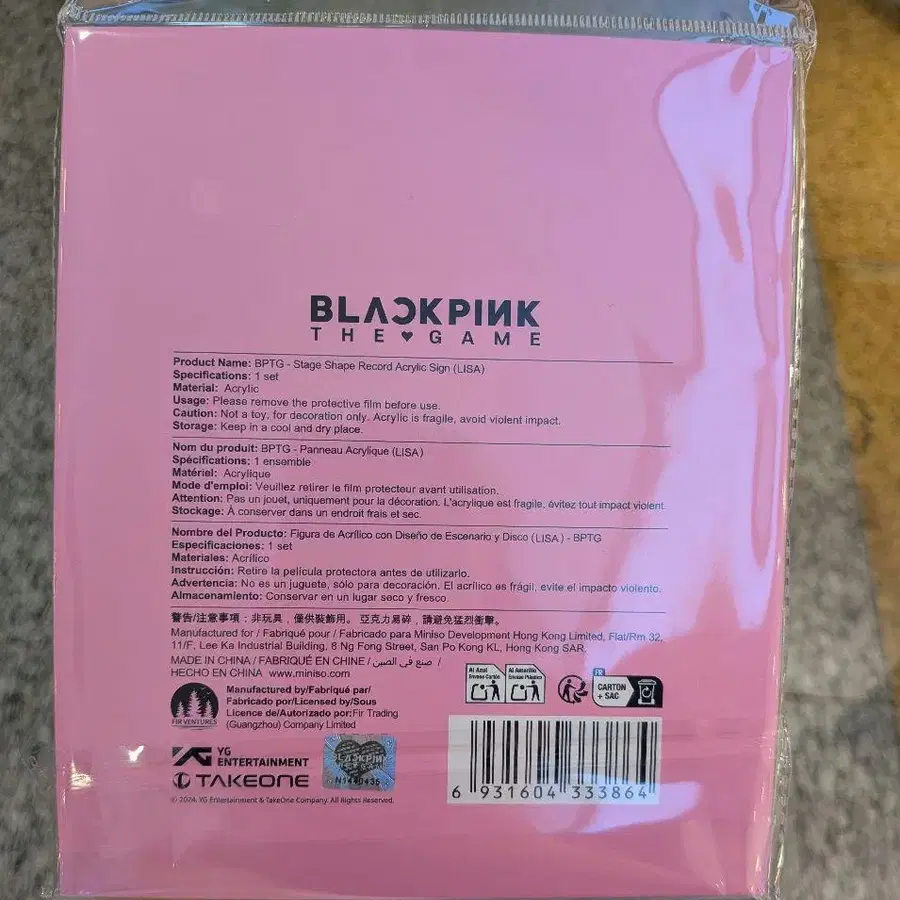 BLACKPINK
THE♥GAME
Product Name: BPTG - Stage Shape Record Acrylic Sign (LISA)
Specifications: 1 set
Material: Acrylic
Usage: Please remove the protective film before use.
Caution: Not a toy, for decoration only. Acrylic is fragile, avoid violent impact.
Storage: Keep in a cool and dry place.
Nom du produit: BPTG - Panneau Acrylique (LISA)
Spécifications: 1 ensemble
Matériel: Acrylique
Mode d'emploi: Veuillez retirer le film protecteur avant utilisation.
Attention: Pas un jouet, uniquement pour la décoration. L'acrylique est fragile, évitez tout impact violent.
Stockage: À conserver dans un endroit frais et sec.
Nombre del Producto: Figura de Acrílico con Diseño de Escenario y Disco (LISA) - BPTG
Especificaciones: 1 set
Materiales: Acrílico
Instrucción: Retire la película protectora antes de utilizarlo.
Advertencia: No es un juguete, sólo para decoración. El acrílico es frágil, evite el impacto violento.
Almacenamiento: Conservar en un lugar seco y fresco.
警告/注意事項：非玩具，僅供裝飾用。 亞克力易碎，請避免猛烈衝擊。
Manufactured for / Fabriqué pour / Fabricado para Miniso Development Hong Kong Limited, Flat/Rm 32,
11/F, Lee Ka Industrial Building, 8 Ng Fong Street, San Po Kong KL, Hong Kong SAR.
MADE IN CHINA / FABRIQUÉ EN CHINE / صنع في الصين /
HECHO EN CHINA www.miniso.com
Al Azul
Envase Cartón
Al Amarillo
Envase Plástico
FR
CARTON
+ SAC
FIR VENTURES
Manufactured by/Fabriqué par/
Fabricado por/Licensed by/Sous
Licence de/Autorizado por:Fir Trading
(Guangzhou) Company Limited
YG
ENTERTAINMENT
TAKEONE
BLACKPINK
© 2024. YG Entertainment & TakeOne Company. All Rights Reserved.
6 931604 333864